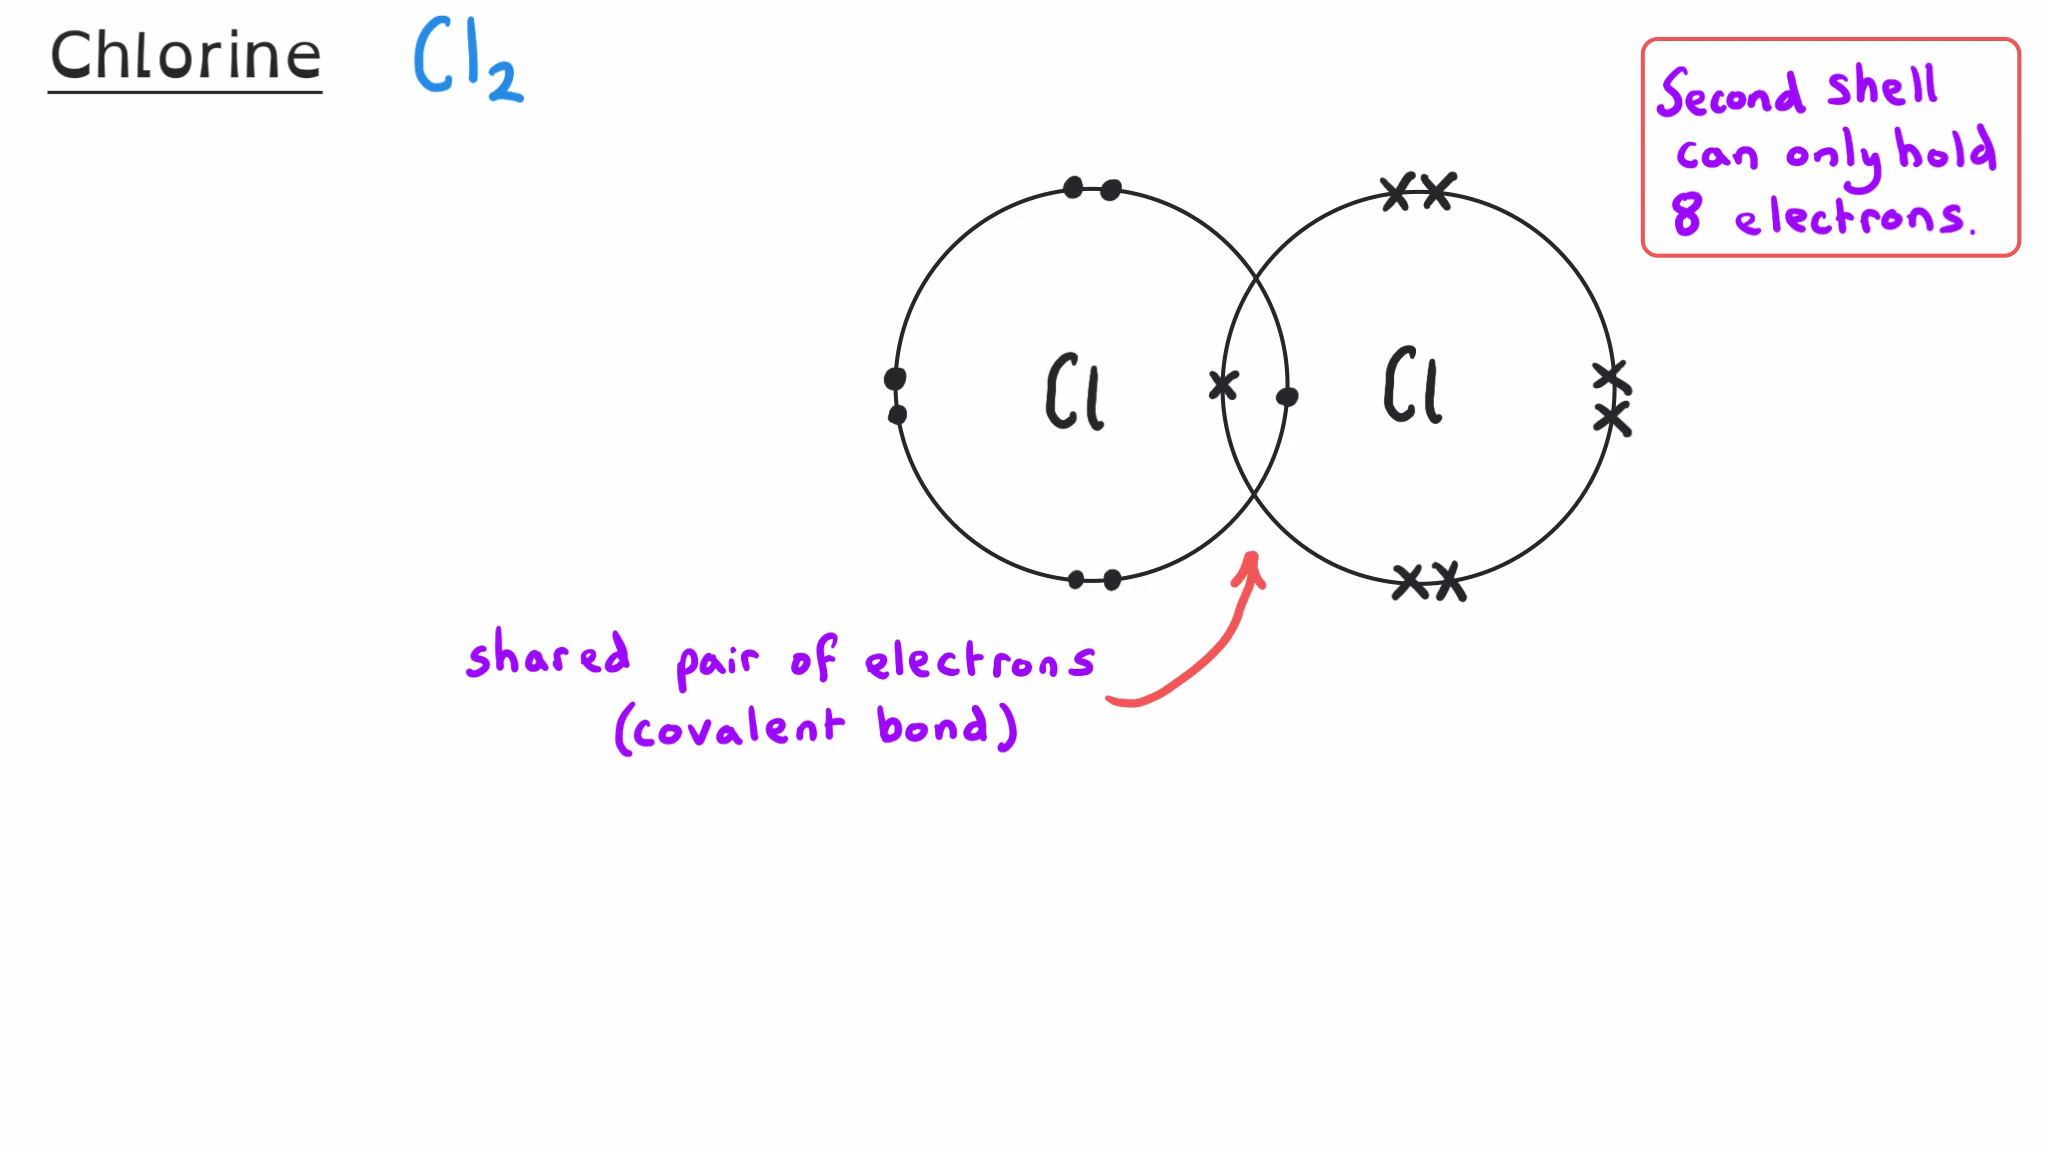 Chlorine Cl₂
Second shell
can only hold
8 electrons.
Cl Cl
shared pair of electrons
(covalent bond)